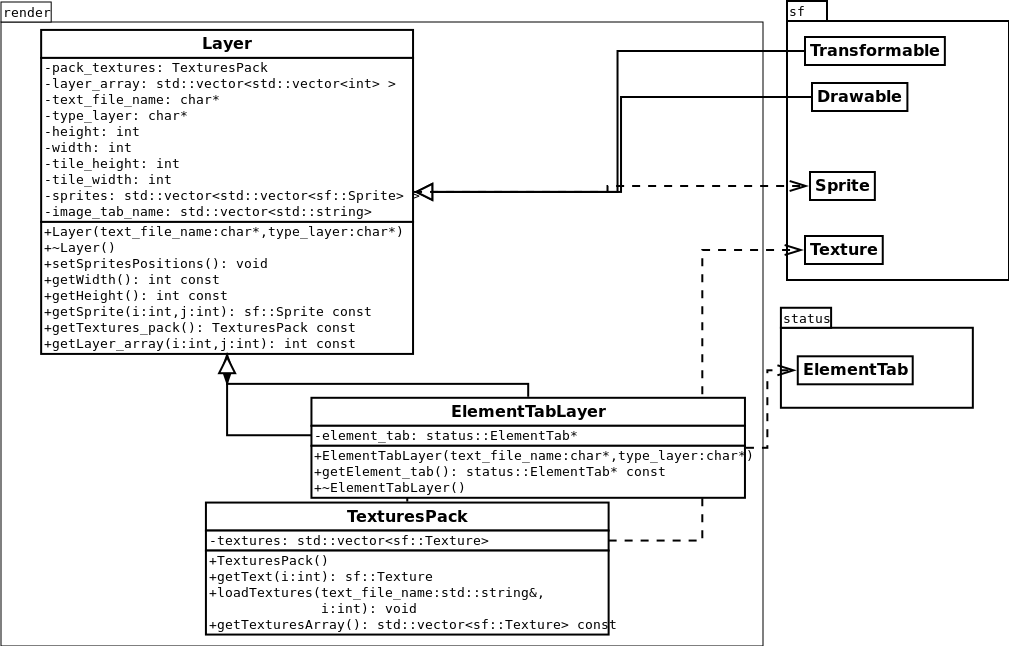 render
Layer
-pack_textures: TexturesPack
-layer_array: std::vector<std::vector<int> >
-text_file_name: char*
-type_layer: char*
-height: int
-width: int
-tile_height: int
-tile_width: int
-sprites: std::vector<std::vector<sf::Sprite> >
-image_tab_name: std::vector<std::string>
+Layer(text_file_name:char*,type_layer:char*)
+~Layer()
+setSpritesPositions(): void
+getWidth(): int const
+getHeight(): int const
+getSprite(i:int,j:int): sf::Sprite const
+getTextures_pack(): TexturesPack const
+getLayer_array(i:int,j:int): int const
sf
Transformable
Drawable
Sprite
Texture
status
ElementTab
ElementTabLayer
-element_tab: status::ElementTab*
+ElementTabLayer(text_file_name:char*,type_layer:char*)
+getElement_tab(): status::ElementTab* const
+~ElementTabLayer()
TexturesPack
-textures: std::vector<sf::Texture>
+TexturesPack()
+getText(i:int): sf::Texture
+loadTextures(text_file_name:std::string&,
i:int): void
+getTexturesArray(): std::vector<sf::Texture> const